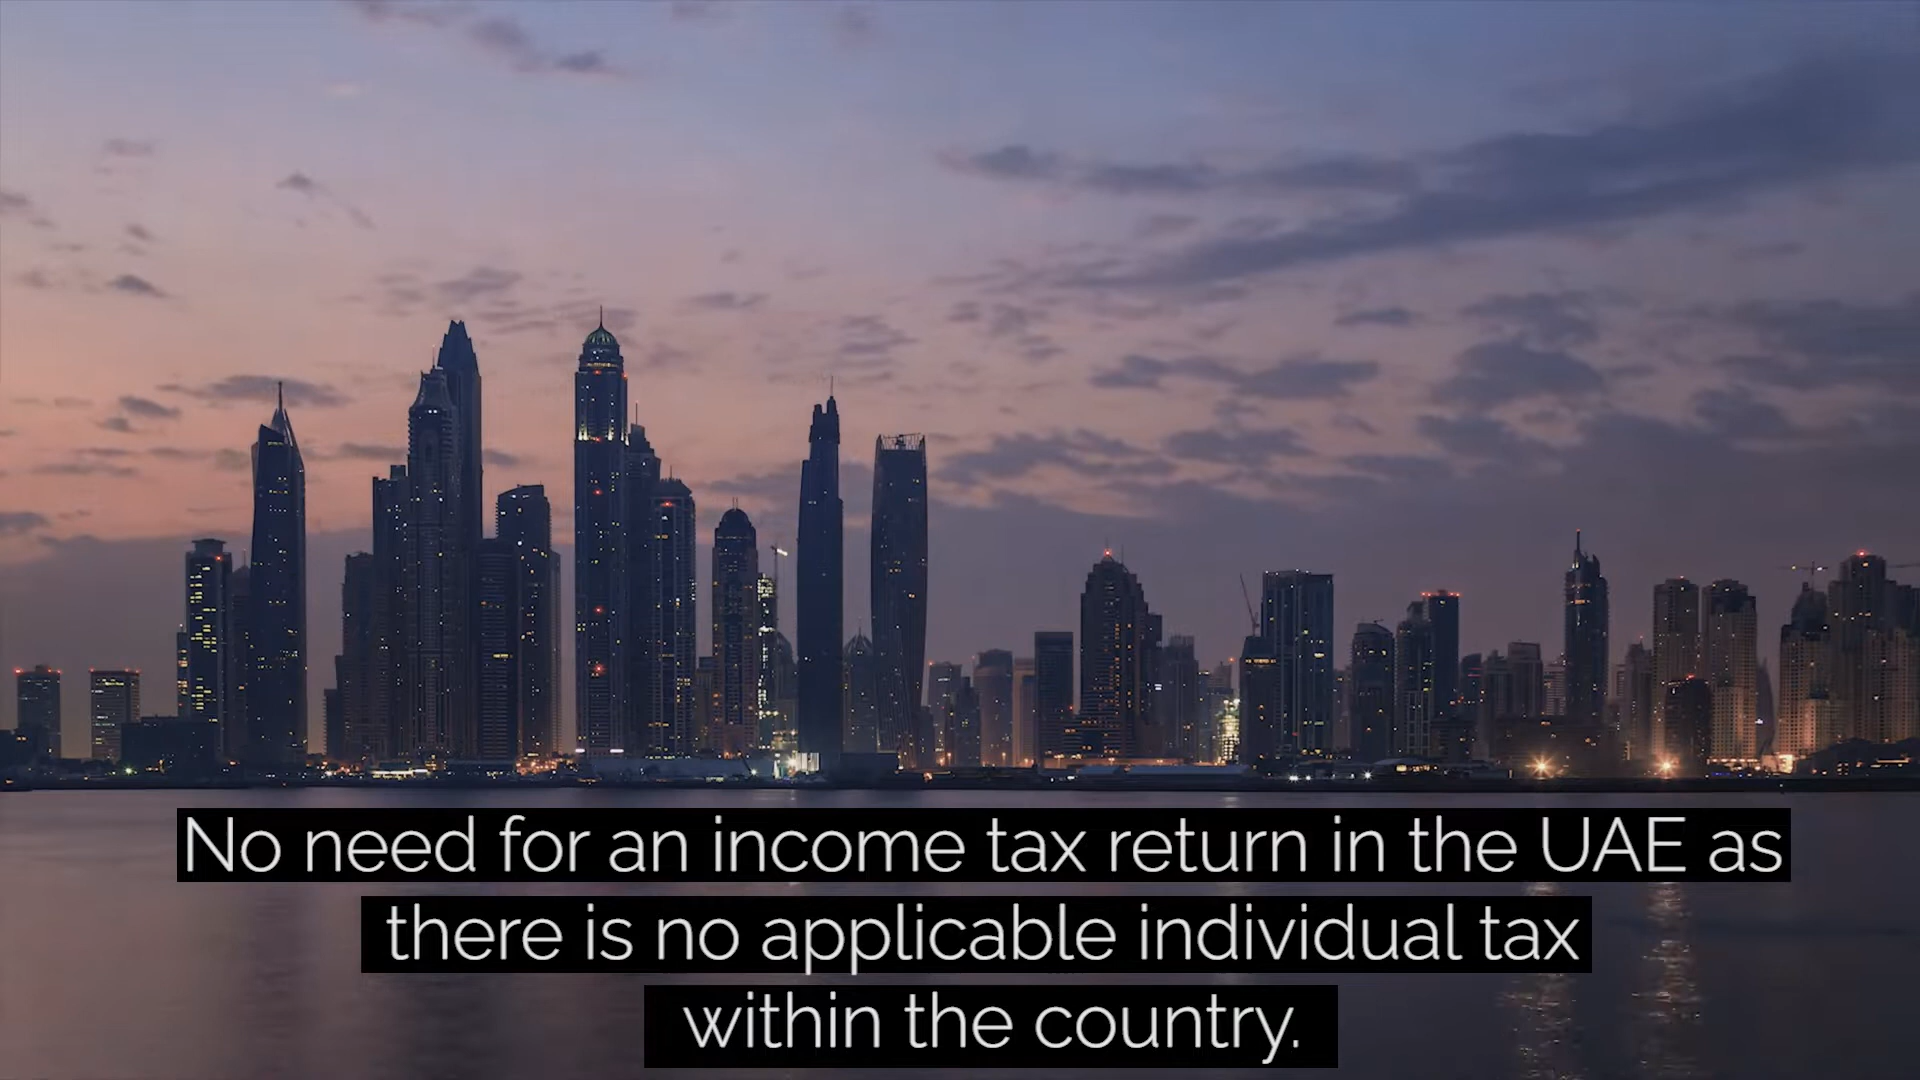 No need for an income tax return in the UAE as
there is no applicable individual tax
within the country.